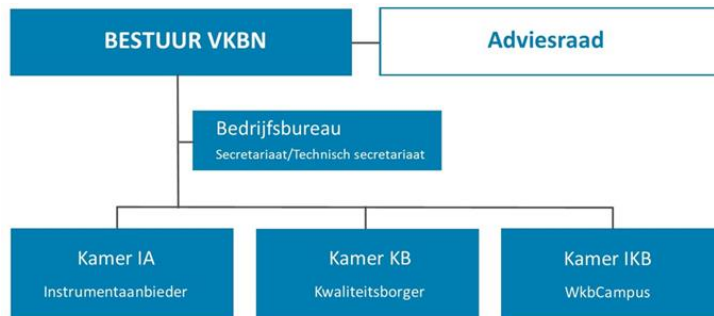 BESTUUR VKBN
Adviesraad
Bedrijfsbureau
Secretariaat/Technisch secretariaat
Kamer IA
Instrumentaanbieder
Kamer KB
Kwaliteitsborger
Kamer IKB
WkbCampus